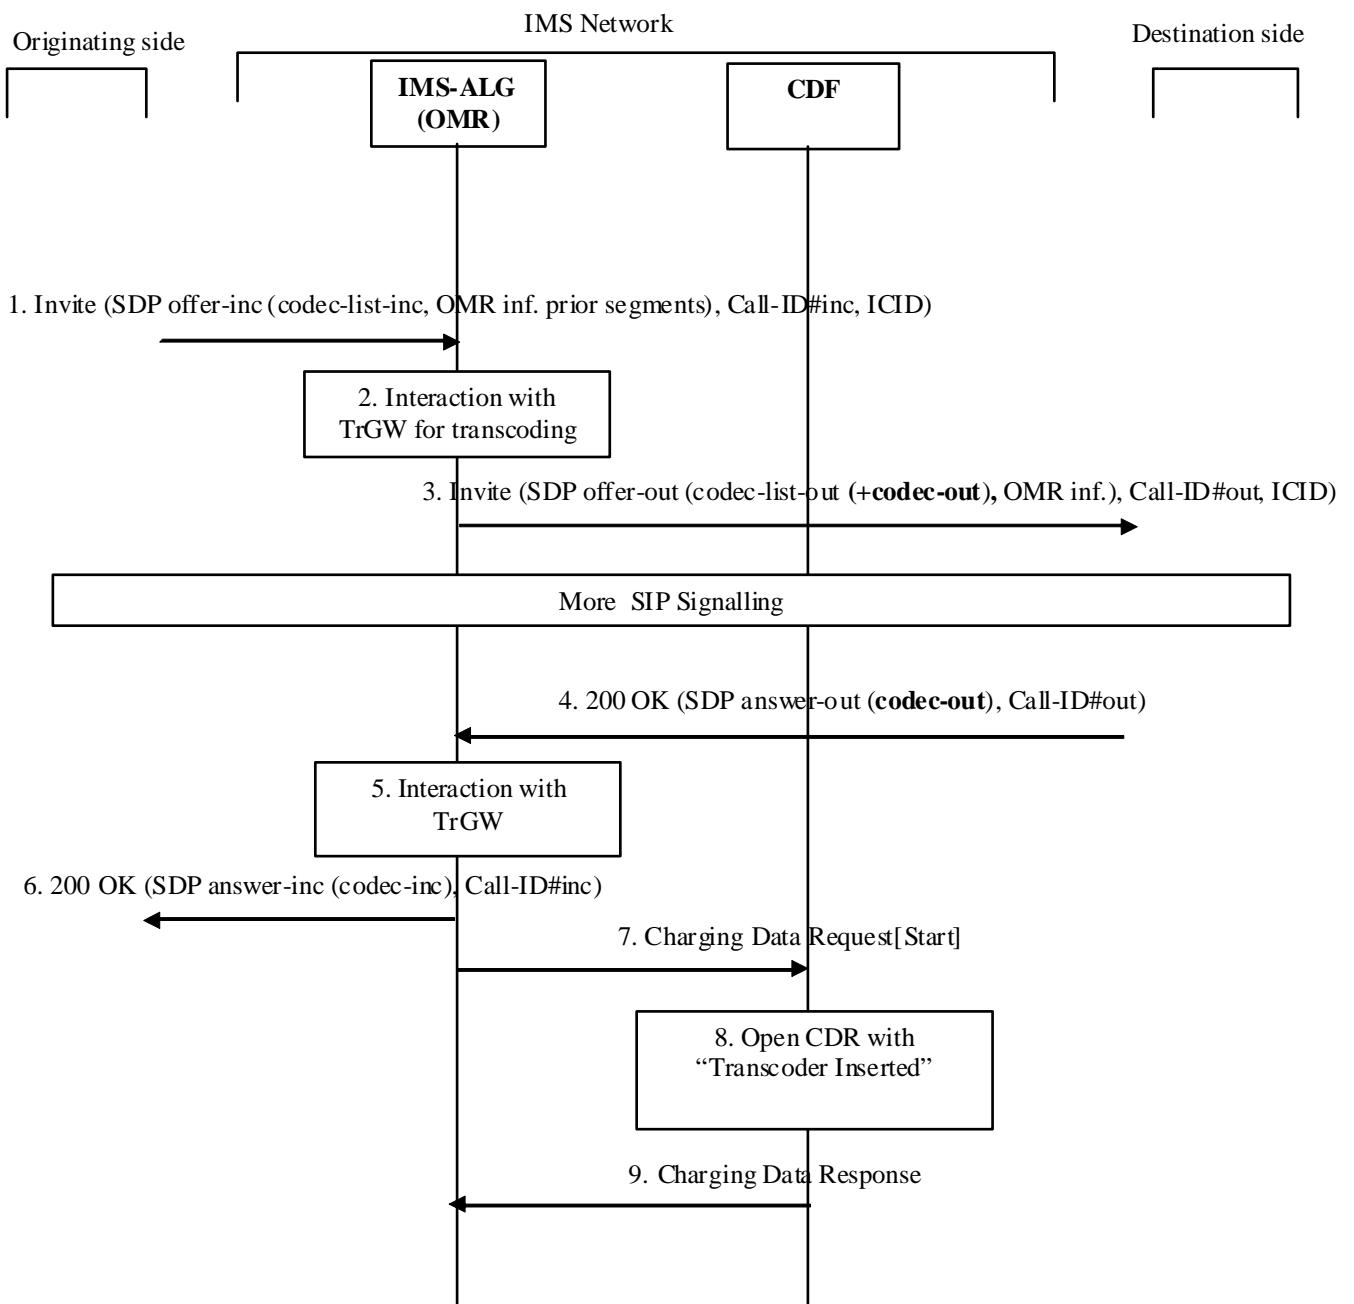 IMS Network
Originating side
Destination side
IMS-ALG
(OMR)
CDF
1. Invite (SDP offer-inc (codec-list-inc, OMR inf. prior segments), Call-ID#inc, ICID)
2. Interaction with
TrGW for transcoding
3. Invite (SDP offer-out (codec-list-out (+codec-out), OMR inf.), Call-ID#out, ICID)
More SIP Signalling
4. 200 OK (SDP answer-out (codec-out), Call-ID#out)
5. Interaction with
TrGW
6. 200 OK (SDP answer-inc (codec-inc), Call-ID#inc)
7. Charging Data Request[Start]
8. Open CDR with
“Transcoder Inserted”
9. Charging Data Response